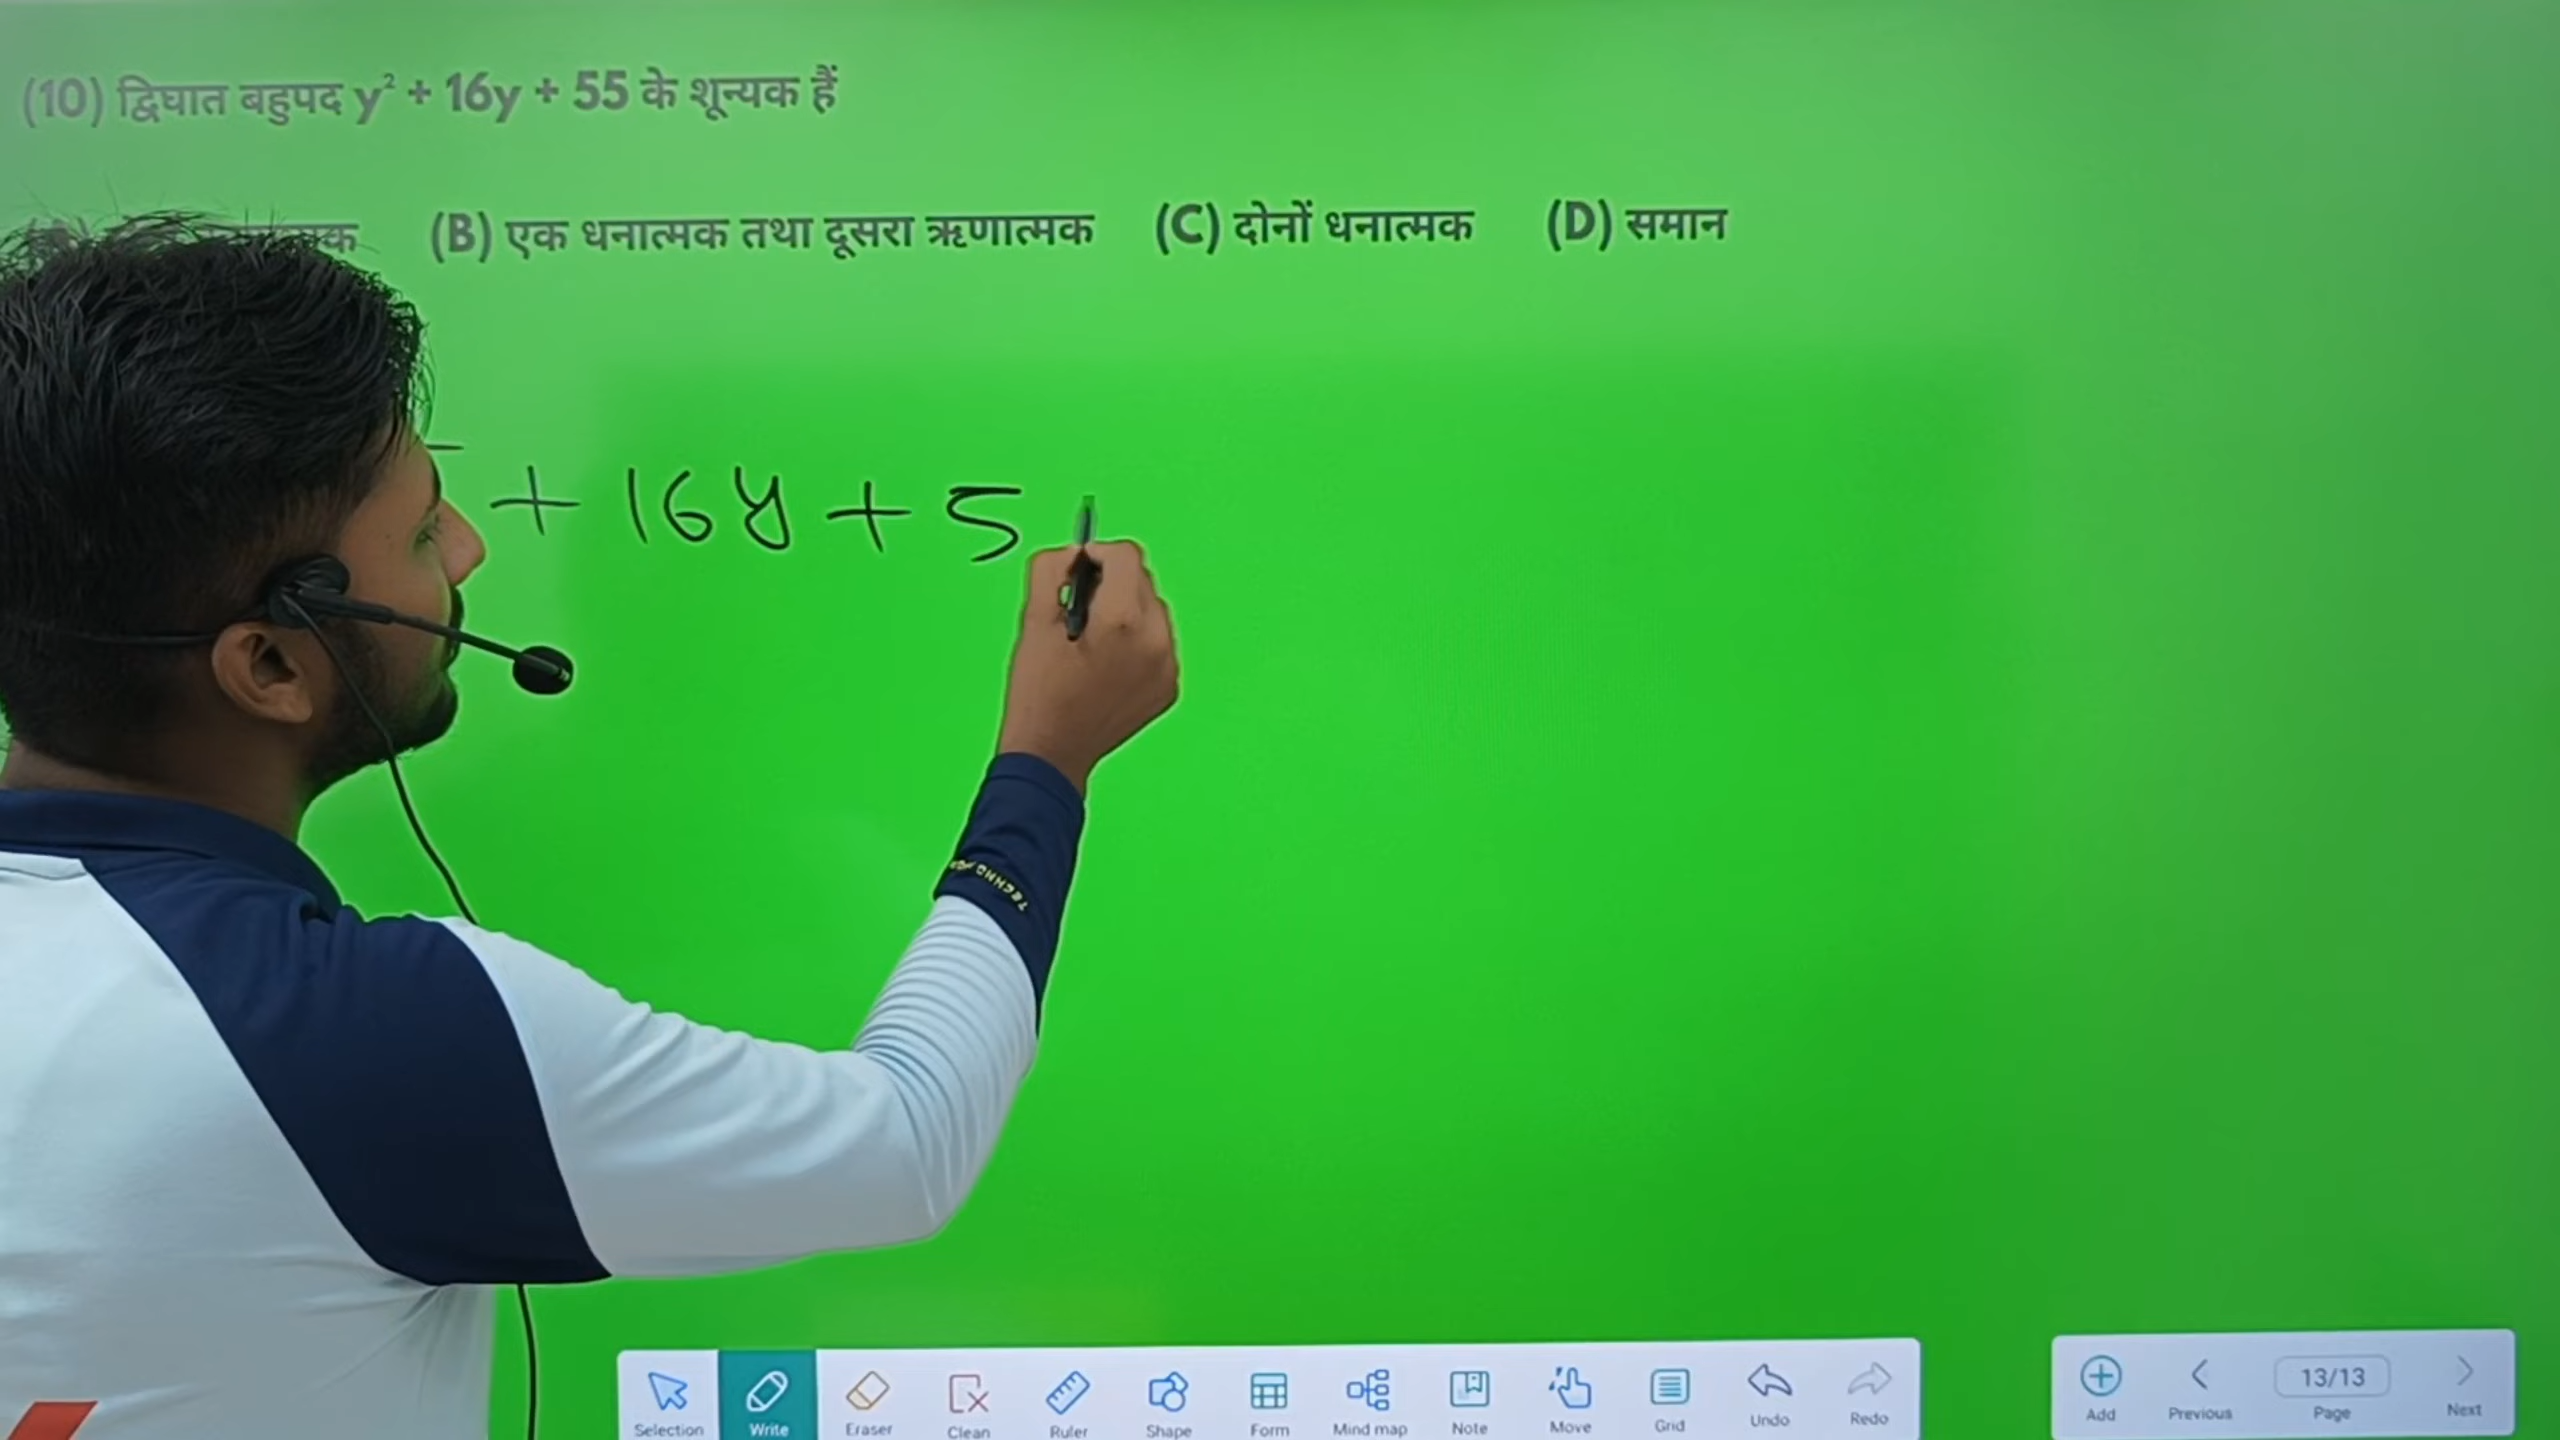 (10) द्विघात बहुपद y² + 16y + 55 के शून्यक हैं
(B) एक धनात्मक तथा दूसरा ऋणात्मक (C) दोनों धनात्मक (D) समान
+ 16y + 5
TECHNO
Selection Write Eraser Clean Ruler Shape Form Mind map Note Move Grid Undo Redo
Add Previous 13/13 Page Next